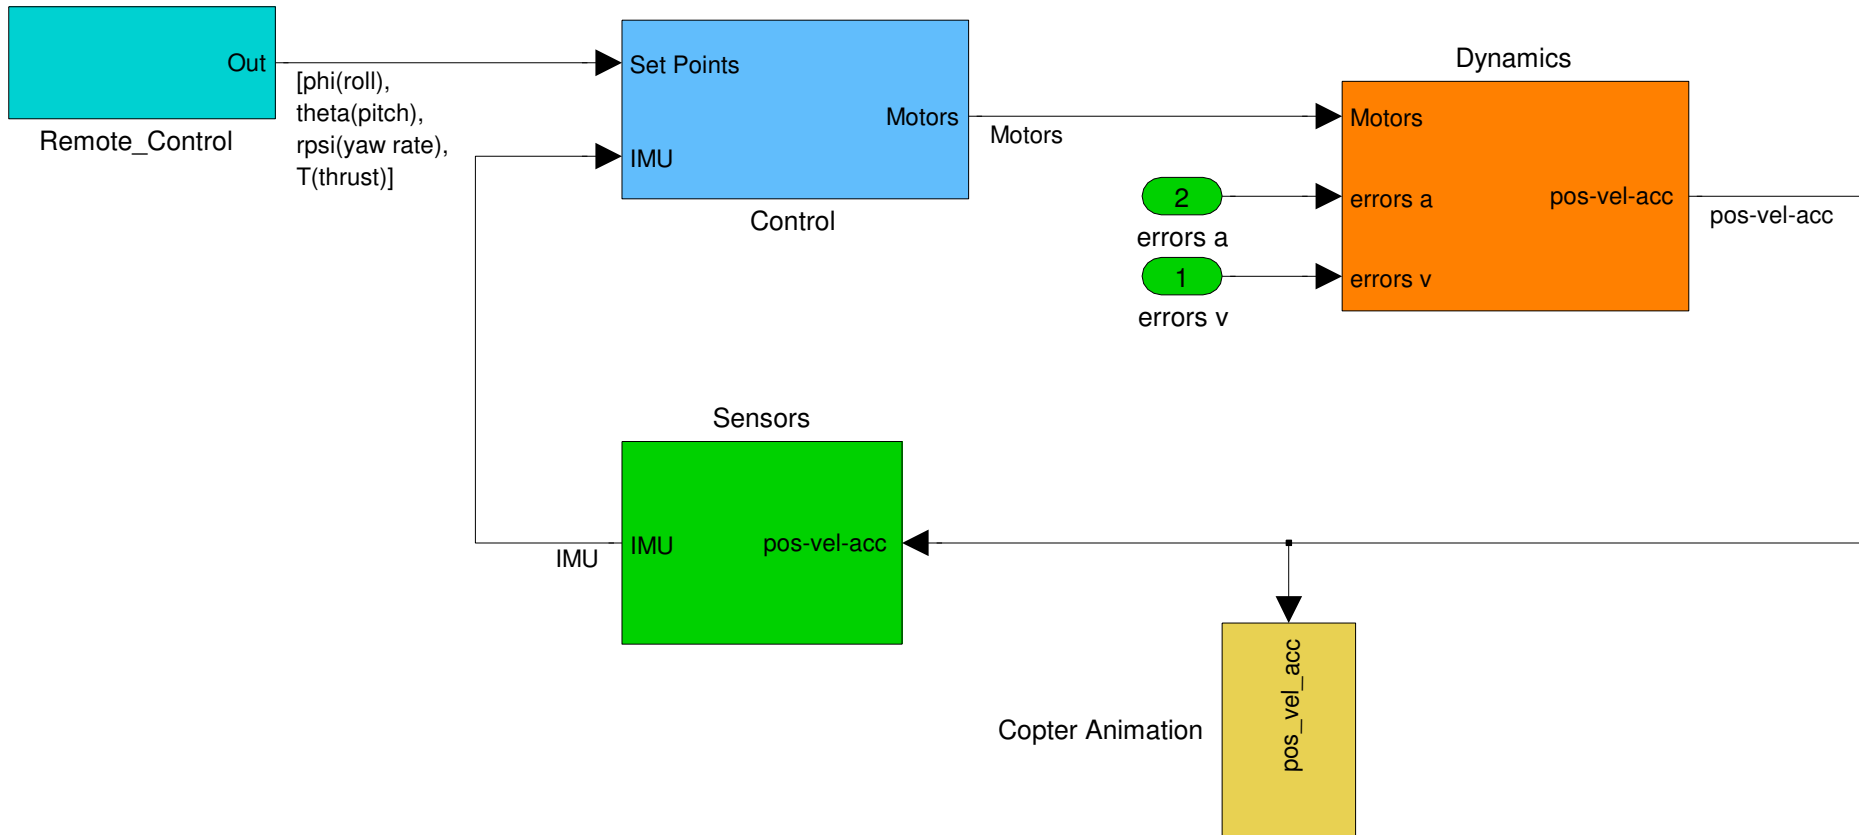 Out
Remote_Control
[phi(roll),
theta(pitch),
rpsi(yaw rate),
T(thrust)]
Set Points
IMU
Motors
Control
Motors
Dynamics
Motors
errors a
errors v
pos-vel-acc
2
errors a
1
errors v
pos-vel-acc
Sensors
IMU
pos-vel-acc
IMU
Copter Animation
pos_vel_acc